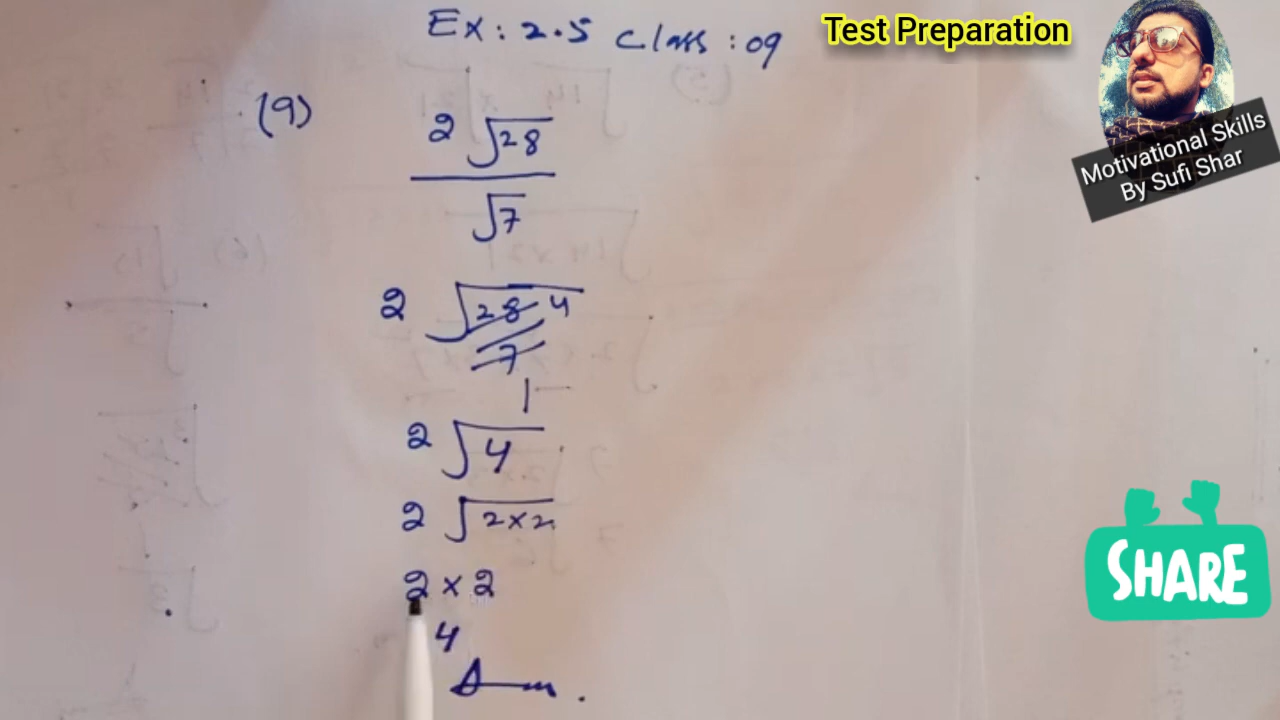 Ex: 2.5 Class: 09
Test Preparation
Motivational Skills
By Sufi Shar
(9)
2 √28
√7
2 √28 4
7
1
2 √4
2 √2×2
2 × 2
4
Ans.
SHARE